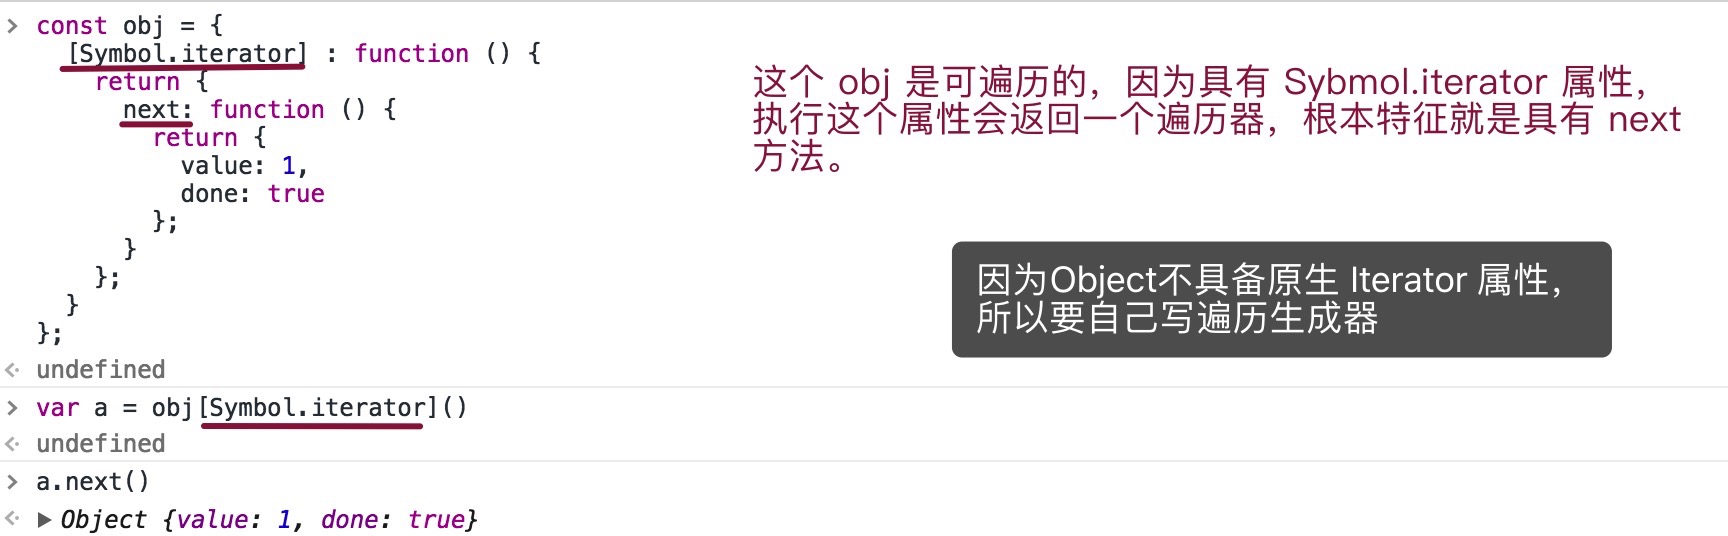 const obj = {
[Symbol.iterator] : function () {
return {
next: function () {
return {
value: 1,
done: true
};
}
};
}
};
undefined
var a = obj[Symbol.iterator]()
undefined
a.next()
Object {value: 1, done: true}
这个 obj 是可遍历的，因为具有 Sybmol.iterator 属性，
执行这个属性会返回一个遍历器，根本特征就是具有 next
方法。
因为Object不具备原生 Iterator 属性，
所以要自己写遍历生成器